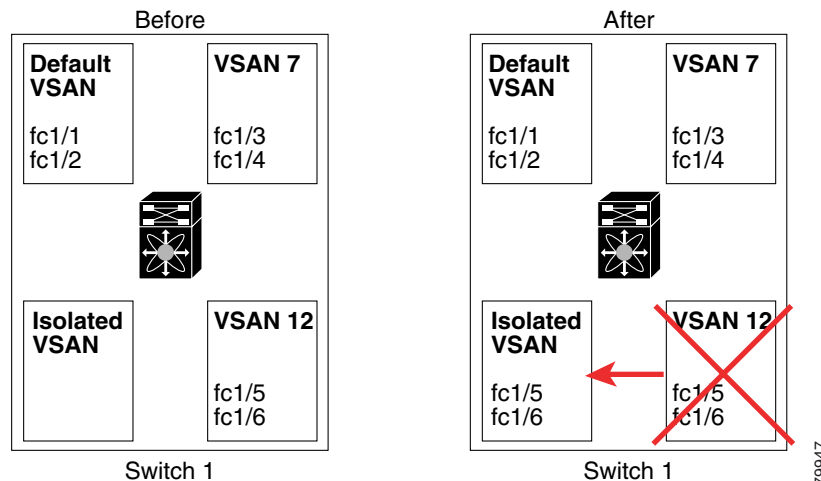 Before
Default
VSAN
fc1/1
fc1/2
VSAN 7
fc1/3
fc1/4
Isolated
VSAN
VSAN 12
fc1/5
fc1/6
Switch 1
After
Default
VSAN
fc1/1
fc1/2
VSAN 7
fc1/3
fc1/4
Isolated
VSAN
fc1/5
fc1/6
VSAN 12
fc1/5
fc1/6
Switch 1
79947